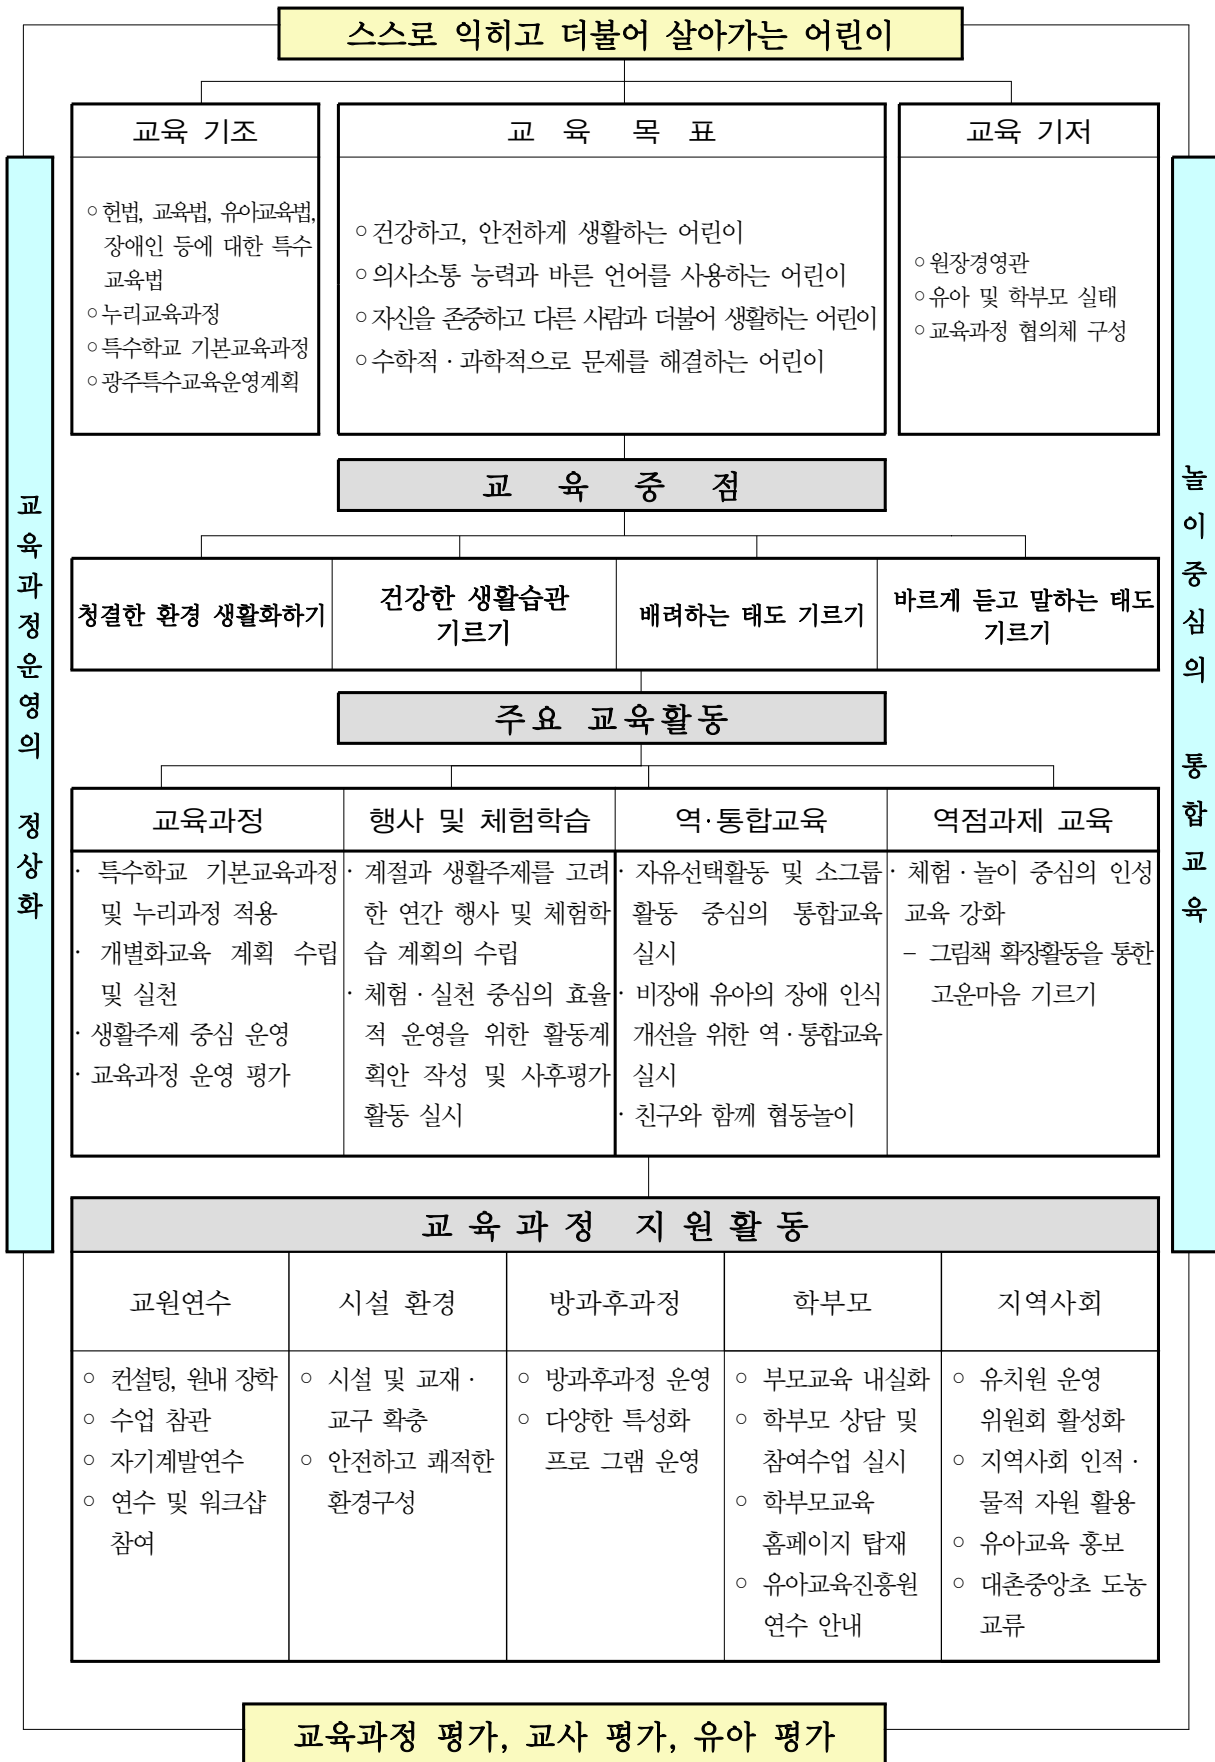 스스로 익히고 더불어 살아가는 어린이
교육 기조
○헌법, 교육법, 유아교육법,
장애인 등에 대한 특수
교육법
○누리교육과정
○특수학교 기본교육과정
○광주특수교육운영계획
교 육 목 표
○건강하고, 안전하게 생활하는 어린이
○의사소통 능력과 바른 언어를 사용하는 어린이
○자신을 존중하고 다른 사람과 더불어 생활하는 어린이
○수학적·과학적으로 문제를 해결하는 어린이
교육 기저
○원장경영관
○유아 및 학부모 실태
○교육과정 협의체 구성
교육과정운영의 정상화
놀이중심의 통합교육
교 육 중 점
청결한 환경 생활화하기
건강한 생활습관
기르기
배려하는 태도 기르기
바르게 듣고 말하는 태도
기르기
주요 교육활동
교육과정
· 특수학교 기본교육과정
및 누리과정 적용
· 개별화교육 계획 수립
및 실천
· 생활주제 중심 운영
· 교육과정 운영 평가
행사 및 체험학습
· 계절과 생활주제를 고려
한 연간 행사 및 체험학
습 계획의 수립
· 체험·실천 중심의 효율
적 운영을 위한 활동계
획안 작성 및 사후평가
활동 실시
역·통합교육
· 자유선택활동 및 소그룹
활동 중심의 통합교육
실시
· 비장애 유아의 장애 인식
개선을 위한 역·통합교육
실시
· 친구와 함께 협동놀이
역점과제 교육
· 체험·놀이 중심의 인성
교육 강화
- 그림책 확장활동을 통한
고운마음 기르기
교육과정 지원활동
교원연수
○ 컨설팅, 원내 장학
○ 수업 참관
○ 자기계발연수
○ 연수 및 워크샵
참여
시설 환경
○ 시설 및 교재·
교구 확충
○ 안전하고 쾌적한
환경구성
방과후과정
○ 방과후과정 운영
○ 다양한 특성화
프로 그램 운영
학부모
○ 부모교육 내실화
○ 학부모 상담 및
참여수업 실시
○ 학부모교육
홈페이지 탑재
○ 유아교육진흥원
연수 안내
지역사회
○ 유치원 운영
위원회 활성화
○ 지역사회 인적·
물적 자원 활용
○ 유아교육 홍보
○ 대촌중앙초 도농
교류
교육과정 평가, 교사 평가, 유아 평가